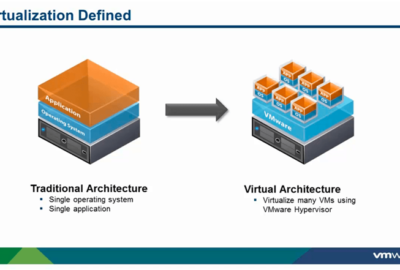 rtualization Defined
Application
Operating System
VMware
Traditional Architecture
Single operating system
Single application
Virtual Architecture
Virtualize many VMs using
VMware Hypervisor
vmw